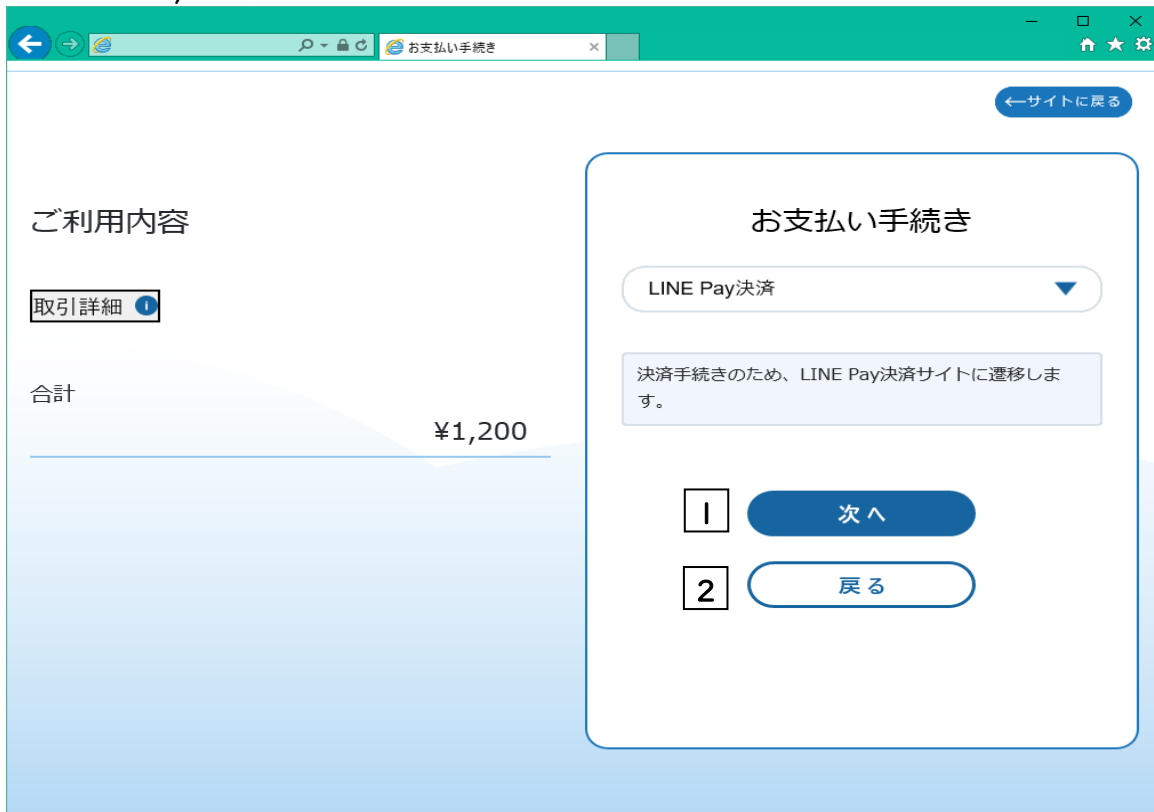 お支払い手続き
←サイトに戻る
ご利用内容
取引詳細
合計
¥1,200
お支払い手続き
LINE Pay決済
決済手続きのため、LINE Pay決済サイトに遷移しま
す。
1 次へ
2 戻る